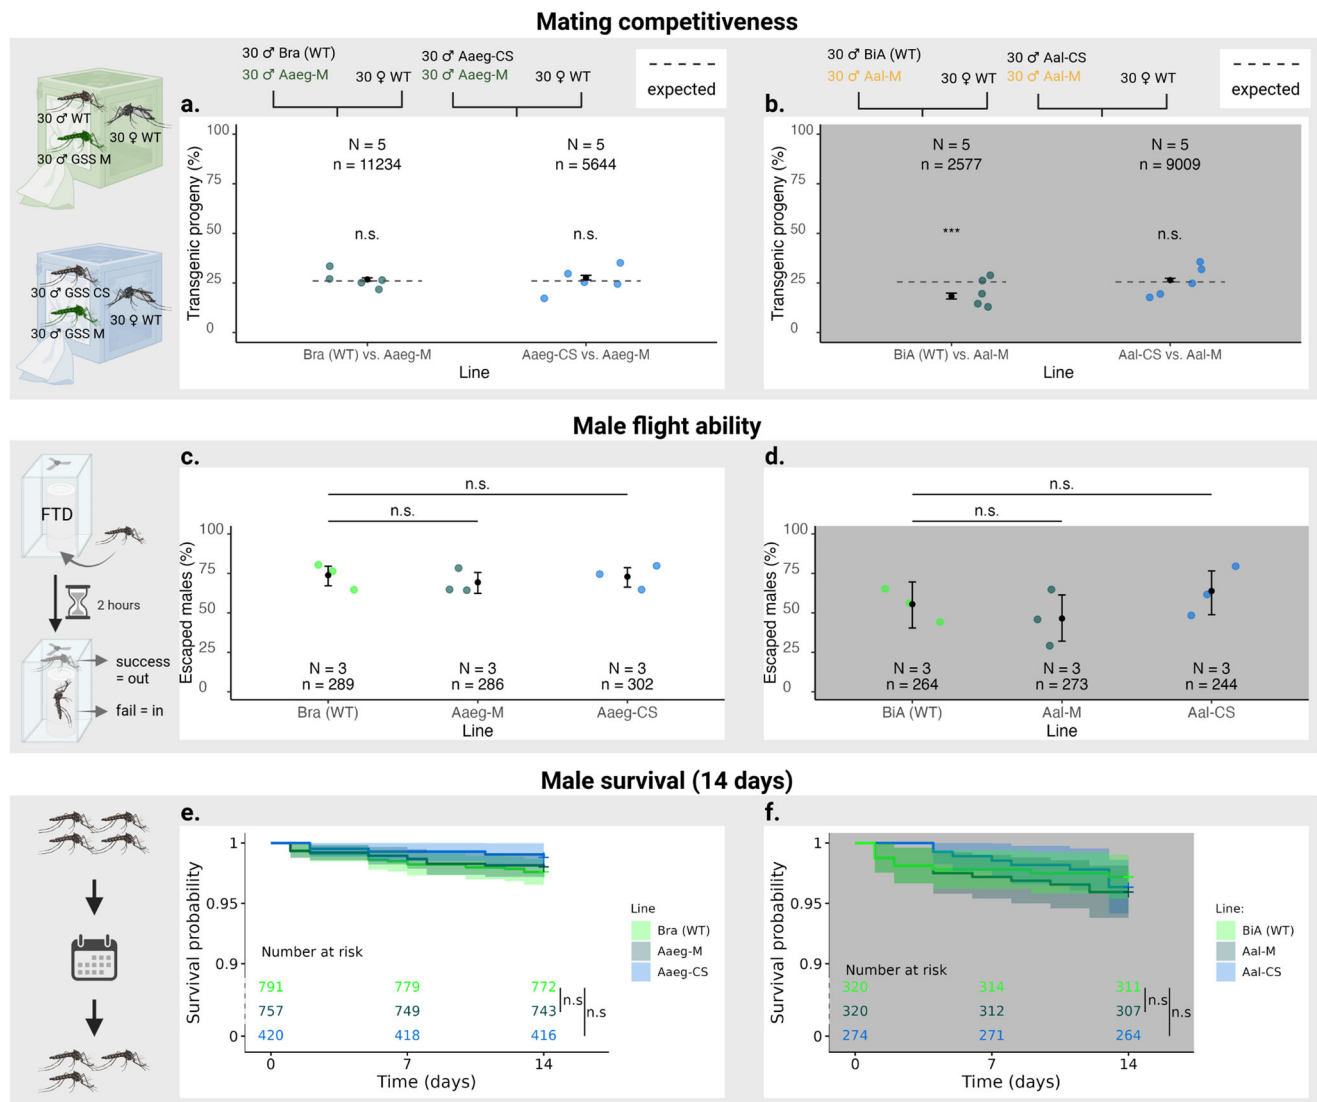 Mating competitiveness
30 ♂ WT
30 ♀ WT
30 ♂ GSS M
30 ♂ GSS CS
30 ♀ WT
30 ♂ GSS M
a.
30 ♂ Bra (WT)
30 ♂ Aaeg-M
30 ♀ WT
30 ♂ Aaeg-CS
30 ♂ Aaeg-M
30 ♀ WT
expected
Transgenic progeny (%)
100
75
50
25
0
N = 5
n = 11234
n.s.
N = 5
n = 5644
n.s.
Bra (WT) vs. Aaeg-M
Aaeg-CS vs. Aaeg-M
Line
b.
30 ♂ BiA (WT)
30 ♂ Aal-M
30 ♀ WT
30 ♂ Aal-CS
30 ♂ Aal-M
30 ♀ WT
expected
Transgenic progeny (%)
100
75
50
25
0
N = 5
n = 2577
***
N = 5
n = 9009
n.s.
BiA (WT) vs. Aal-M
Aal-CS vs. Aal-M
Line
Male flight ability
FTD
2 hours
success
= out
fail = in
c.
n.s.
n.s.
Escaped males (%)
100
75
50
25
0
N = 3
n = 289
N = 3
n = 286
N = 3
n = 302
Bra (WT)
Aaeg-M
Aaeg-CS
Line
d.
n.s.
n.s.
Escaped males (%)
100
75
50
25
0
N = 3
n = 264
N = 3
n = 273
N = 3
n = 244
BiA (WT)
Aal-M
Aal-CS
Line
Male survival (14 days)
e.
Survival probability
1
0.95
0.9
0
Number at risk
791 779 772
757 749 743
420 418 416
n.s
n.s
0 7 14
Time (days)
Line
Bra (WT)
Aaeg-M
Aaeg-CS
f.
Survival probability
1
0.95
0.9
0
Number at risk
320 314 311
320 312 307
274 271 264
n.s
n.s
0 7 14
Time (days)
Line:
BiA (WT)
Aal-M
Aal-CS